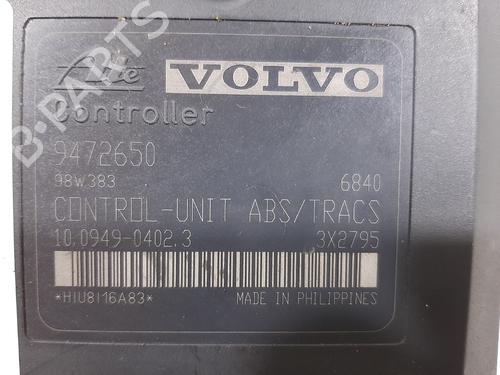 Ate VOLVO
Controller
9472650
98W383 6840
CONTROL-UNIT ABS/TRACS
10.0949-0402.3 3X2795
*HIU8I16A83* MADE IN PHILIPPINES
B-PARTS